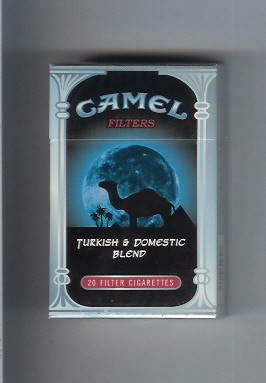 CAMEL
FILTERS
TURKISH & DOMESTIC
BLEND
20 FILTER CIGARETTES